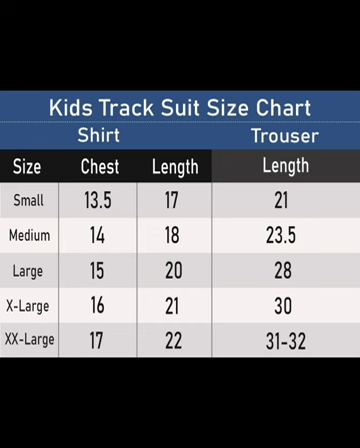 Kids Track Suit Size Chart
Shirt Trouser
Size Chest Length Length
Small 13.5 17 21
Medium 14 18 23.5
Large 15 20 28
X-Large 16 21 30
XX-Large 17 22 31-32